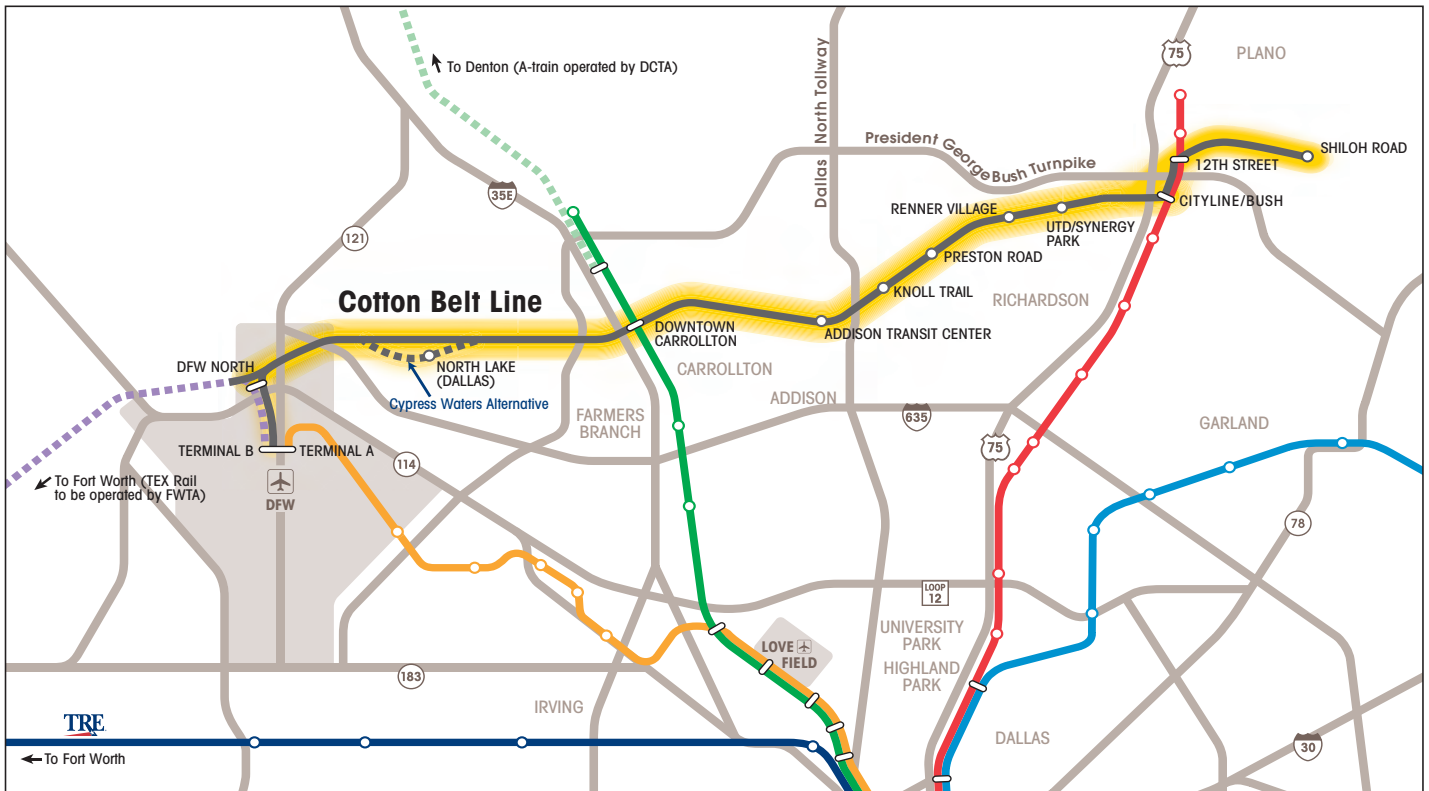 75
PLANO
To Denton (A-train operated by DCTA)
Dallas North Tollway
President George Bush Turnpike
SHILOH ROAD
12TH STREET
35E
CITYLINE/BUSH
RENNER VILLAGE
UTD/SYNERGY
PARK
121
PRESTON ROAD
KNOLL TRAIL
RICHARDSON
Cotton Belt Line
DOWNTOWN
CARROLLTON
ADDISON TRANSIT CENTER
DFW NORTH
NORTH LAKE
(DALLAS)
CARROLLTON
Cypress Waters Alternative
ADDISON
FARMERS
BRANCH
635
GARLAND
75
TERMINAL B
TERMINAL A
114
To Fort Worth (TEX Rail
to be operated by FWTA)
DFW
78
LOOP
12
UNIVERSITY
PARK
LOVE
FIELD
HIGHLAND
PARK
183
IRVING
TRE
DALLAS
30
To Fort Worth